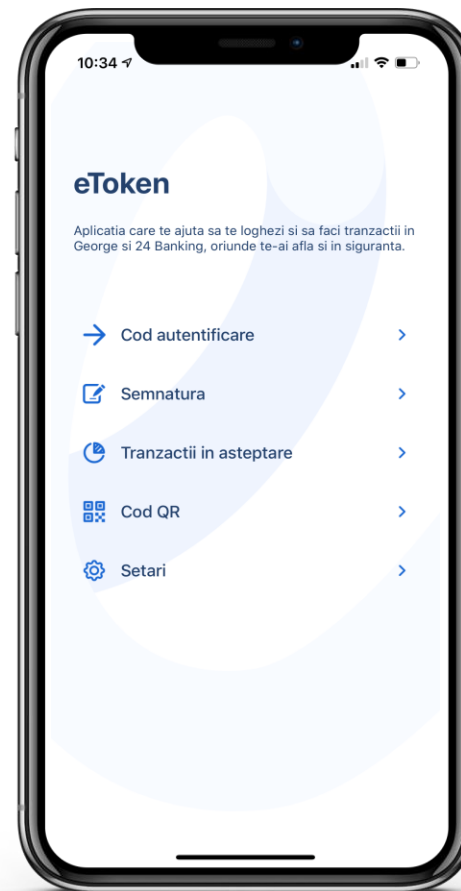 10:34
eToken
Aplicatia care te ajuta sa te loghezi si sa faci tranzactii in
George si 24 Banking, oriunde te-ai afla si in siguranta.
Cod autentificare
Semnatura
Tranzactii in asteptare
Cod QR
Setari